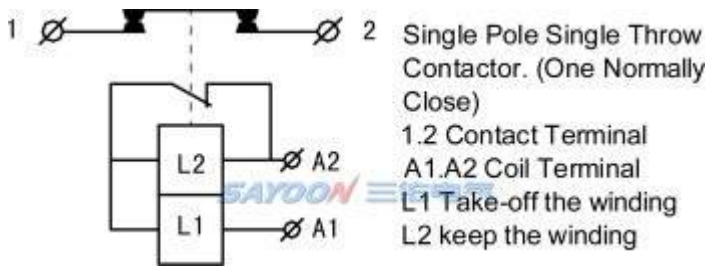 1
2
Single Pole Single Throw
Contactor. (One Normally
Close)
1.2 Contact Terminal
A1.A2 Coil Terminal
L1 Take-off the winding
L2 keep the winding
L2
A2
SAYOON
L1
A1